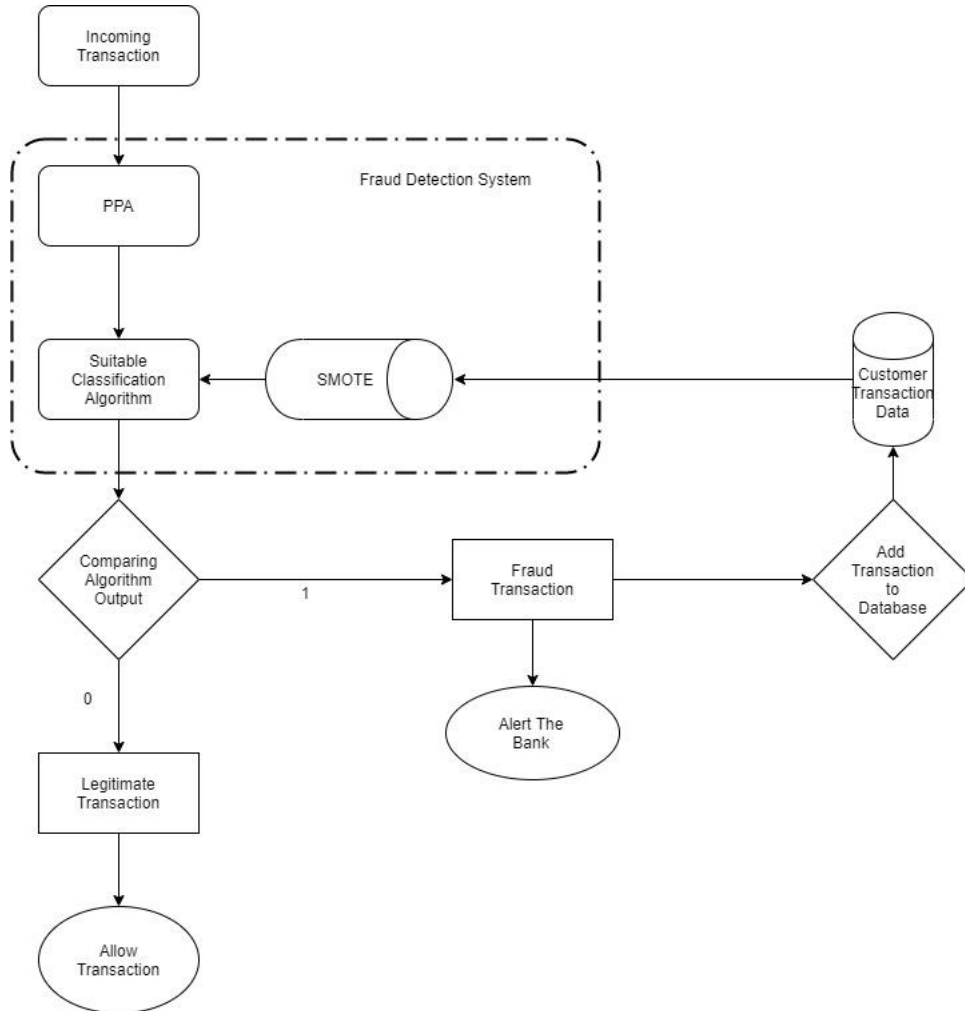 Incoming
Transaction
Fraud Detection System
PPA
Suitable
Classification
Algorithm
SMOTE
Customer
Transaction
Data
Comparing
Algorithm
Output
1
Fraud
Transaction
Add
Transaction
to
Database
0
Alert The
Bank
Legitimate
Transaction
Allow
Transaction